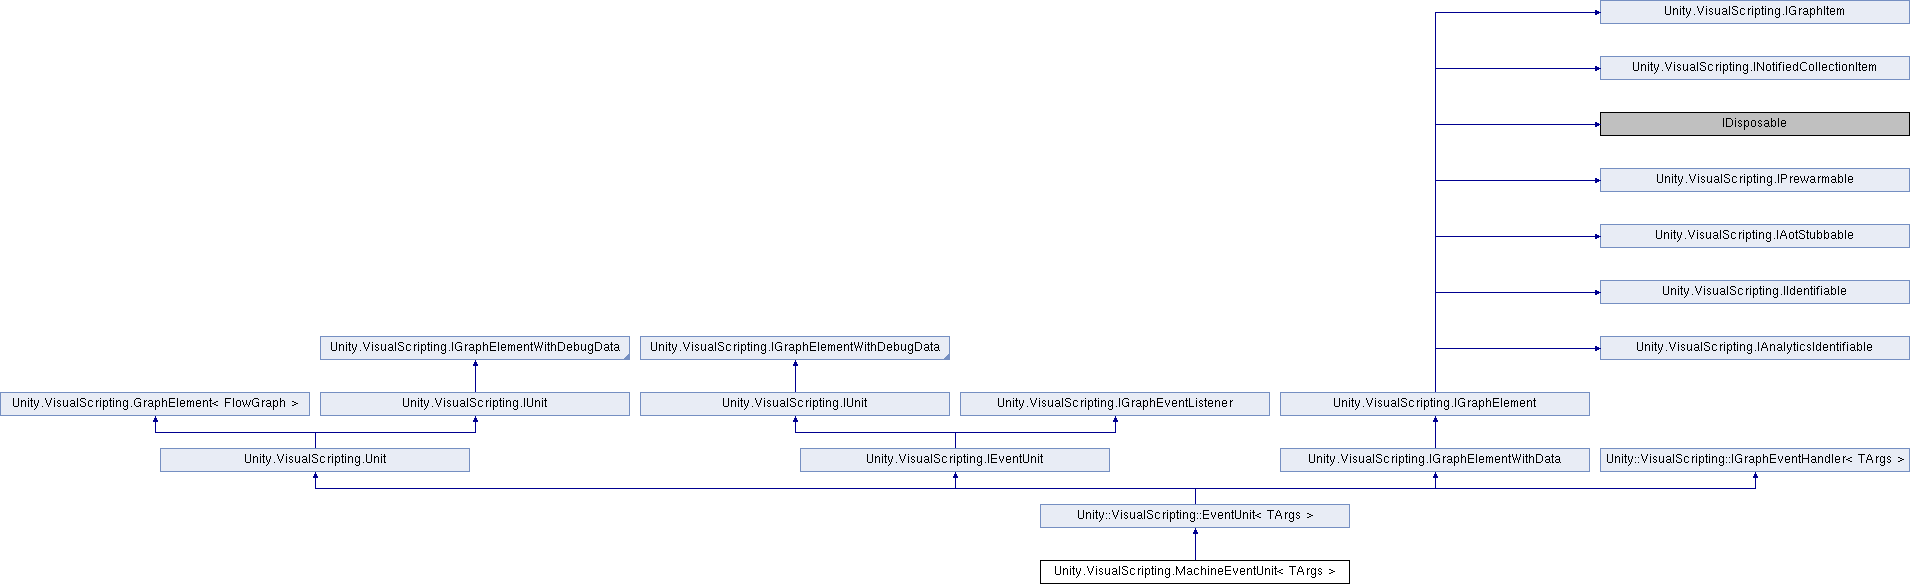 Unity.VisualScripting.IGraphItem
Unity.VisualScripting.INotifiedCollectionItem
IDisposable
Unity.VisualScripting.IPrewarmable
Unity.VisualScripting.IAotStubbable
Unity.VisualScripting.IIdentifiable
Unity.VisualScripting.IGraphElementWithDebugData
Unity.VisualScripting.IGraphElementWithDebugData
Unity.VisualScripting.IAnalyticsIdentifiable
Unity.VisualScripting.GraphElement< FlowGraph >
Unity.VisualScripting.IUnit
Unity.VisualScripting.IUnit
Unity.VisualScripting.IGraphEventListener
Unity.VisualScripting.IGraphElement
Unity.VisualScripting.Unit
Unity.VisualScripting.IEventUnit
Unity.VisualScripting.IGraphElementWithData
Unity::VisualScripting::IGraphEventHandler< TArgs >
Unity::VisualScripting::EventUnit< TArgs >
Unity.VisualScripting.MachineEventUnit< TArgs >